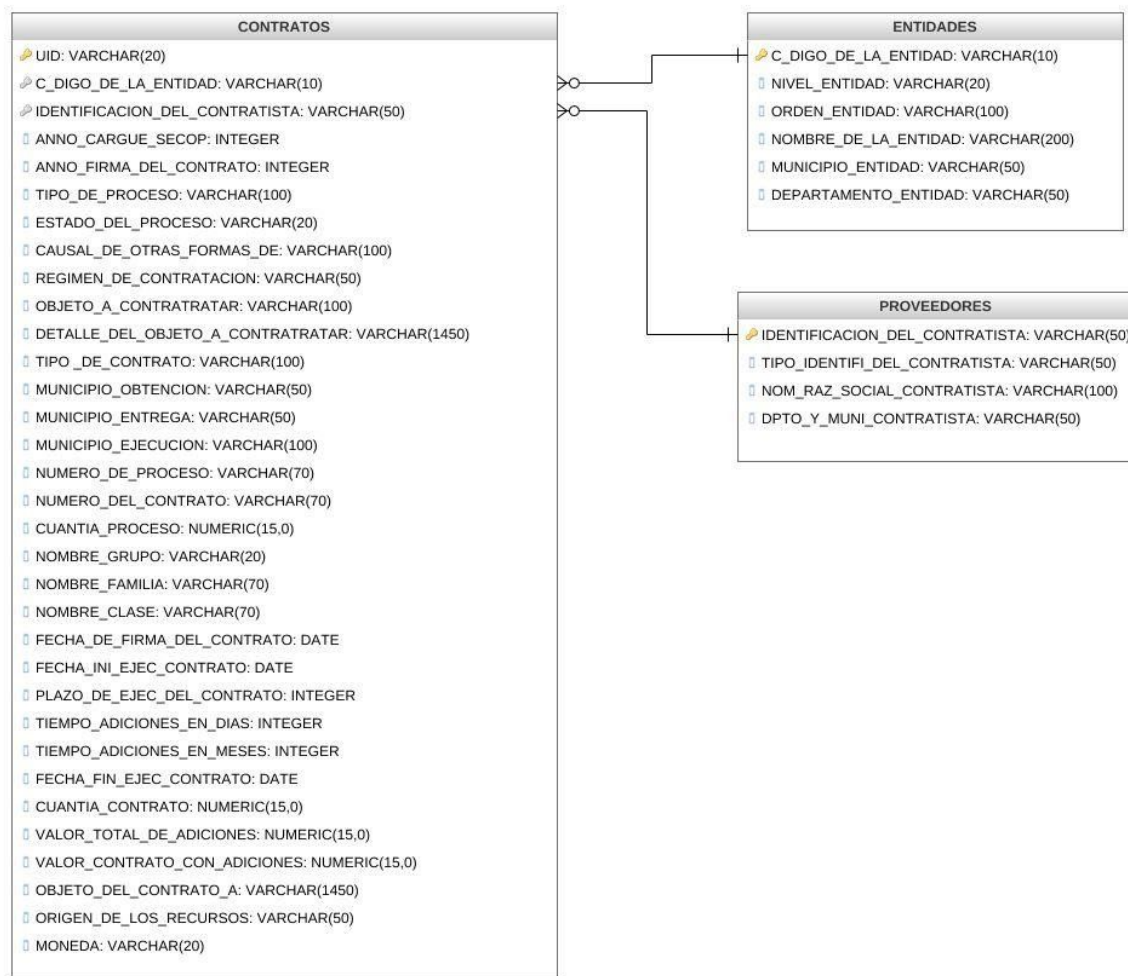 CONTRATOS
UID: VARCHAR(20)
C_DIGO_DE_LA_ENTIDAD: VARCHAR(10)
IDENTIFICACION_DEL_CONTRATISTA: VARCHAR(50)
ANNO_CARGUE_SECOP: INTEGER
ANNO_FIRMA_DEL_CONTRATO: INTEGER
TIPO_DE_PROCESO: VARCHAR(100)
ESTADO_DEL_PROCESO: VARCHAR(20)
CAUSAL_DE_OTRAS_FORMAS_DE: VARCHAR(100)
REGIMEN_DE_CONTRATACION: VARCHAR(50)
OBJETO_A_CONTRATRATAR: VARCHAR(100)
DETALLE_DEL_OBJETO_A_CONTRATRATAR: VARCHAR(1450)
TIPO _DE_CONTRATO: VARCHAR(100)
MUNICIPIO_OBTENCION: VARCHAR(50)
MUNICIPIO_ENTREGA: VARCHAR(50)
MUNICIPIO_EJECUCION: VARCHAR(100)
NUMERO_DE_PROCESO: VARCHAR(70)
NUMERO_DEL_CONTRATO: VARCHAR(70)
CUANTIA_PROCESO: NUMERIC(15,0)
NOMBRE_GRUPO: VARCHAR(20)
NOMBRE_FAMILIA: VARCHAR(70)
NOMBRE_CLASE: VARCHAR(70)
FECHA_DE_FIRMA_DEL_CONTRATO: DATE
FECHA_INI_EJEC_CONTRATO: DATE
PLAZO_DE_EJEC_DEL_CONTRATO: INTEGER
TIEMPO_ADICIONES_EN_DIAS: INTEGER
TIEMPO_ADICIONES_EN_MESES: INTEGER
FECHA_FIN_EJEC_CONTRATO: DATE
CUANTIA_CONTRATO: NUMERIC(15,0)
VALOR_TOTAL_DE_ADICIONES: NUMERIC(15,0)
VALOR_CONTRATO_CON_ADICIONES: NUMERIC(15,0)
OBJETO_DEL_CONTRATO_A: VARCHAR(1450)
ORIGEN_DE_LOS_RECURSOS: VARCHAR(50)
MONEDA: VARCHAR(20)
ENTIDADES
C_DIGO_DE_LA_ENTIDAD: VARCHAR(10)
NIVEL_ENTIDAD: VARCHAR(20)
ORDEN_ENTIDAD: VARCHAR(100)
NOMBRE_DE_LA_ENTIDAD: VARCHAR(200)
MUNICIPIO_ENTIDAD: VARCHAR(50)
DEPARTAMENTO_ENTIDAD: VARCHAR(50)
PROVEEDORES
IDENTIFICACION_DEL_CONTRATISTA: VARCHAR(50)
TIPO_IDENTIFI_DEL_CONTRATISTA: VARCHAR(50)
NOM_RAZ_SOCIAL_CONTRATISTA: VARCHAR(100)
DPTO_Y_MUNI_CONTRATISTA: VARCHAR(50)